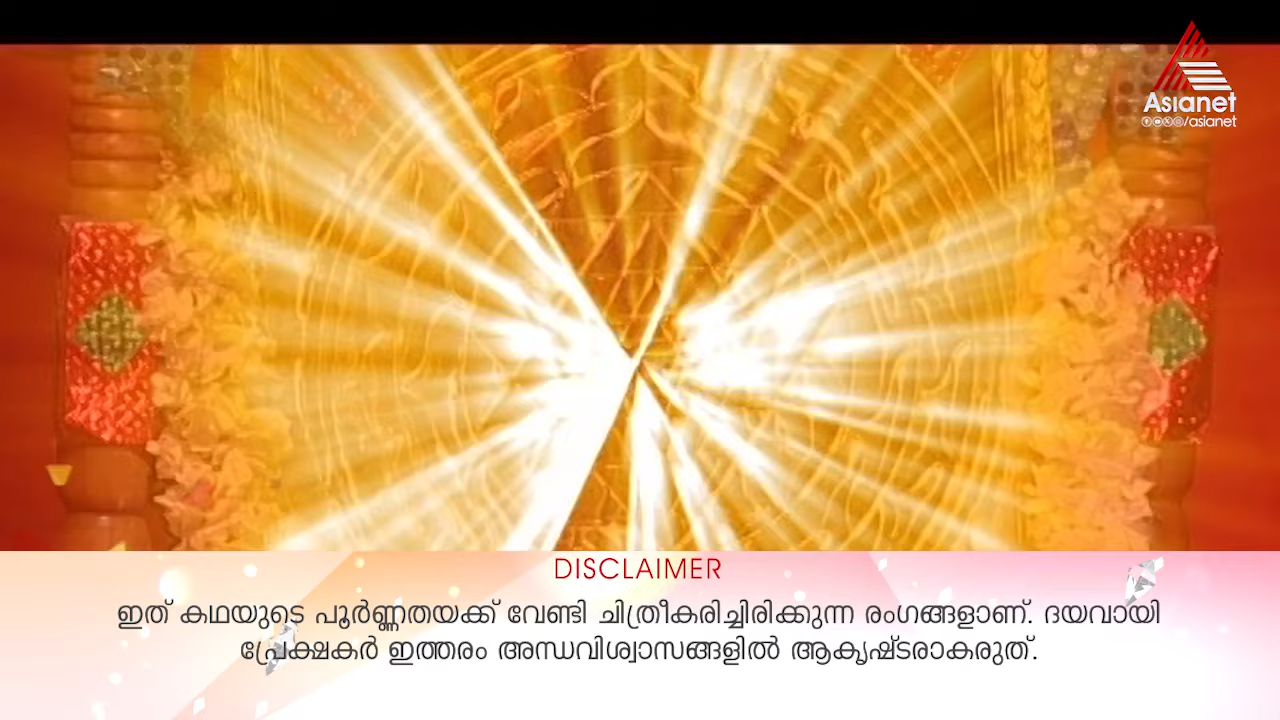 Asianet
/asianet
DISCLAIMER
ഇത് കഥയുടെ പൂർണ്ണതയക്ക് വേണ്ടി ചിത്രീകരിച്ചിരിക്കുന്ന രംഗങ്ങളാണ്. ദയവായി
പ്രേക്ഷകർ ഇത്തരം അന്ധവിശ്വാസങ്ങളിൽ ആകൃഷ്ടരാകരുത്.